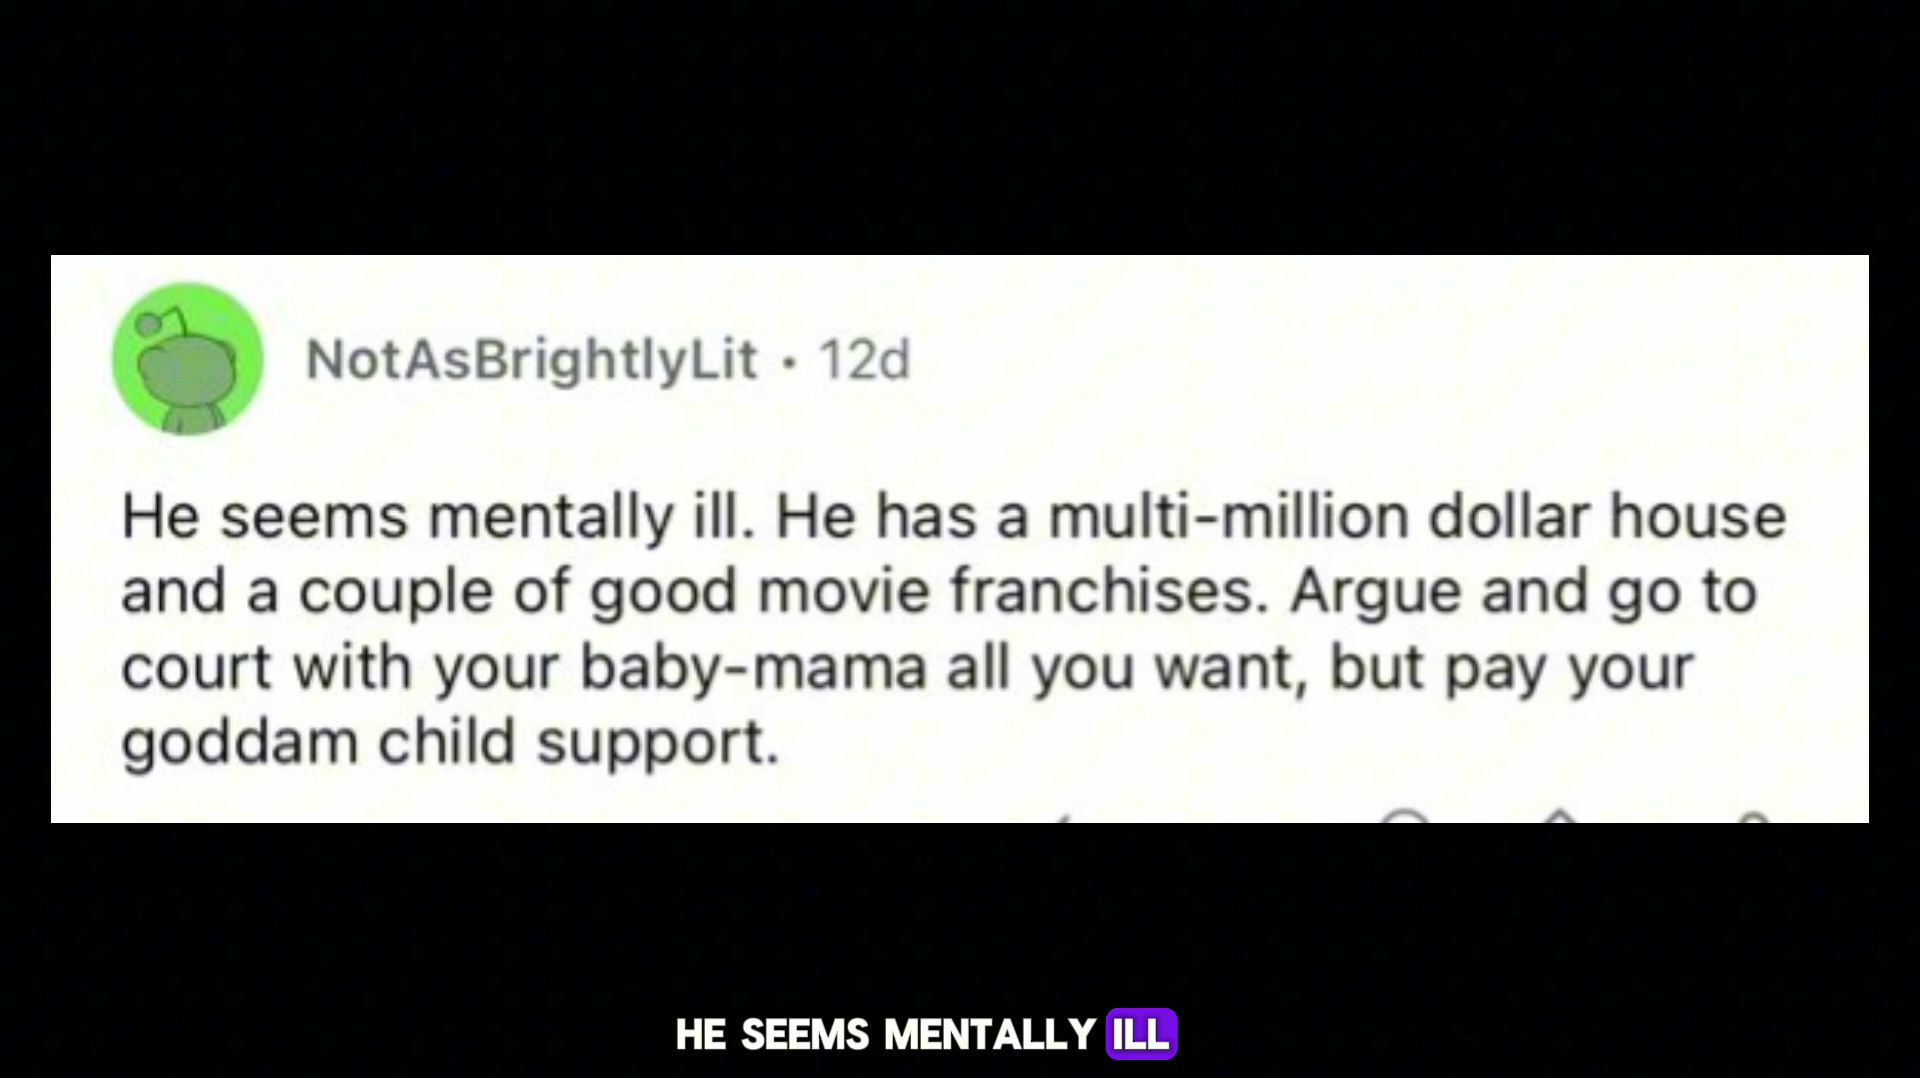 NotAsBrightlyLit • 12d
He seems mentally ill. He has a multi-million dollar house
and a couple of good movie franchises. Argue and go to
court with your baby-mama all you want, but pay your
goddam child support.
HE SEEMS MENTALLY ILL